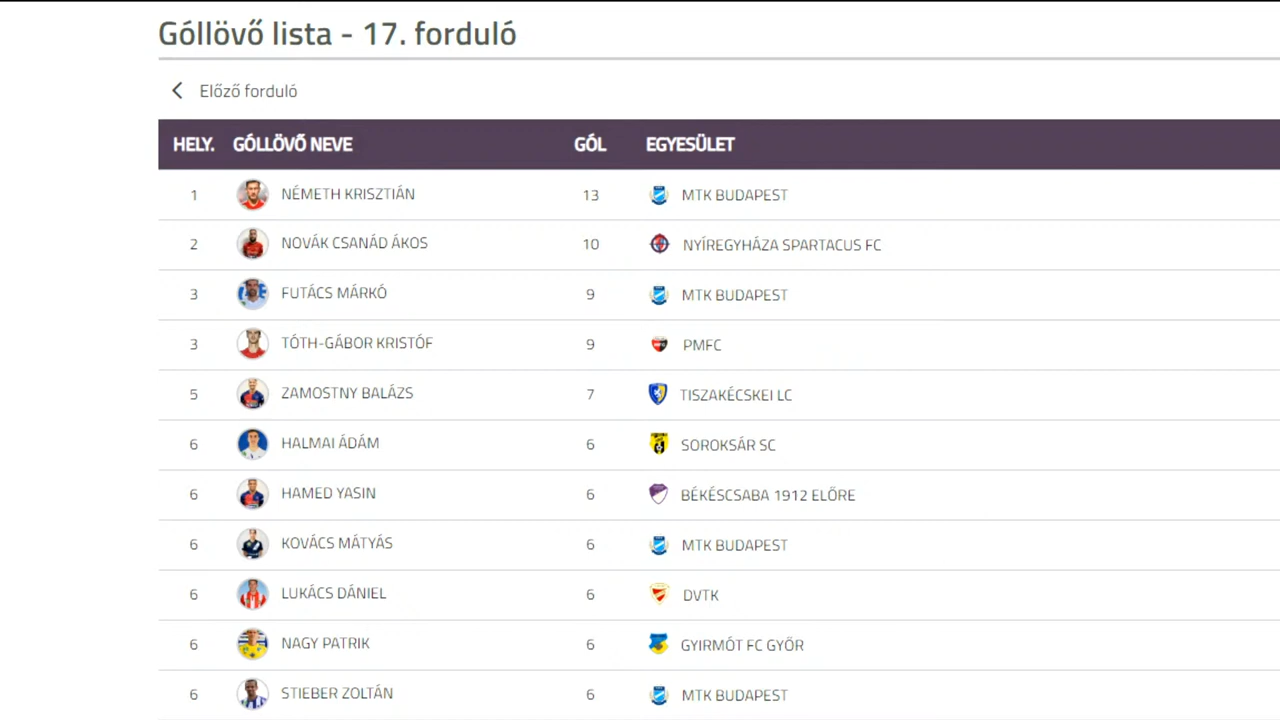 Góllövő lista - 17. forduló
Előző forduló
HELY. GÓLLÖVŐ NEVE GÓL EGYESÜLET
1 NÉMETH KRISZTIÁN 13 MTK BUDAPEST
2 NOVÁK CSANÁD ÁKOS 10 NYÍREGYHÁZA SPARTACUS FC
3 FUTÁCS MÁRKÓ 9 MTK BUDAPEST
3 TÓTH-GÁBOR KRISTÓF 9 PMFC
5 ZAMOSTNY BALÁZS 7 TISZAKÉCSKEI LC
6 HALMAI ÁDÁM 6 SOROKSÁR SC
6 HAMED YASIN 6 BÉKÉSCSABA 1912 ELŐRE
6 KOVÁCS MÁTYÁS 6 MTK BUDAPEST
6 LUKÁCS DÁNIEL 6 DVTK
6 NAGY PATRIK 6 GYIRMÓT FC GYŐR
6 STIEBER ZOLTÁN 6 MTK BUDAPEST